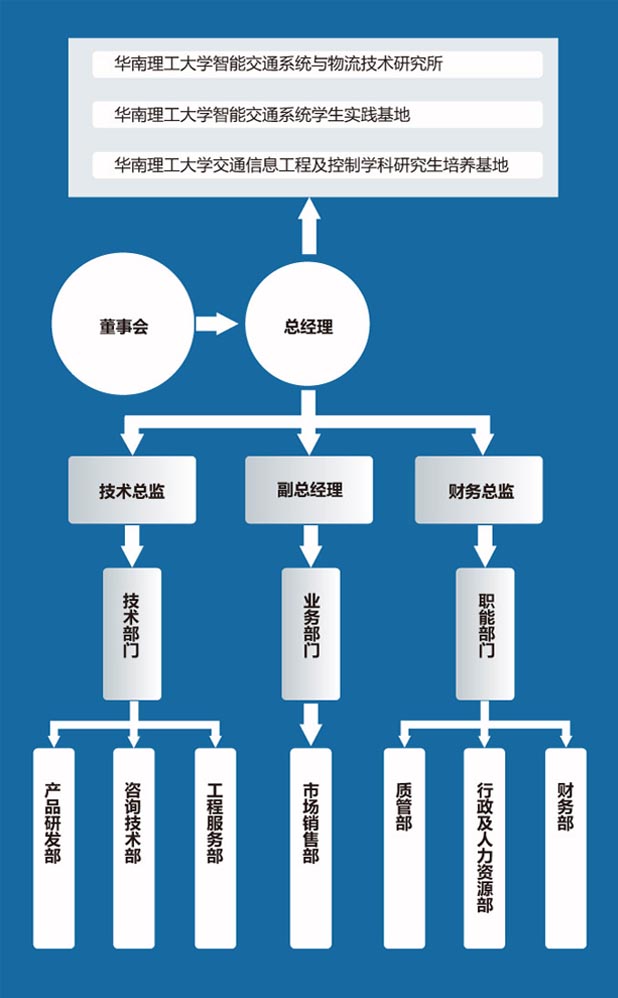 华南理工大学智能交通系统与物流技术研究所
华南理工大学智能交通系统学生实践基地
华南理工大学交通信息工程及控制学科研究生培养基地
董事会
总经理
技术总监
副总经理
财务总监
技术部门
业务部门
职能部门
产品研发部
咨询技术部
工程服务部
市场销售部
质管部
行政及人力资源部
财务部